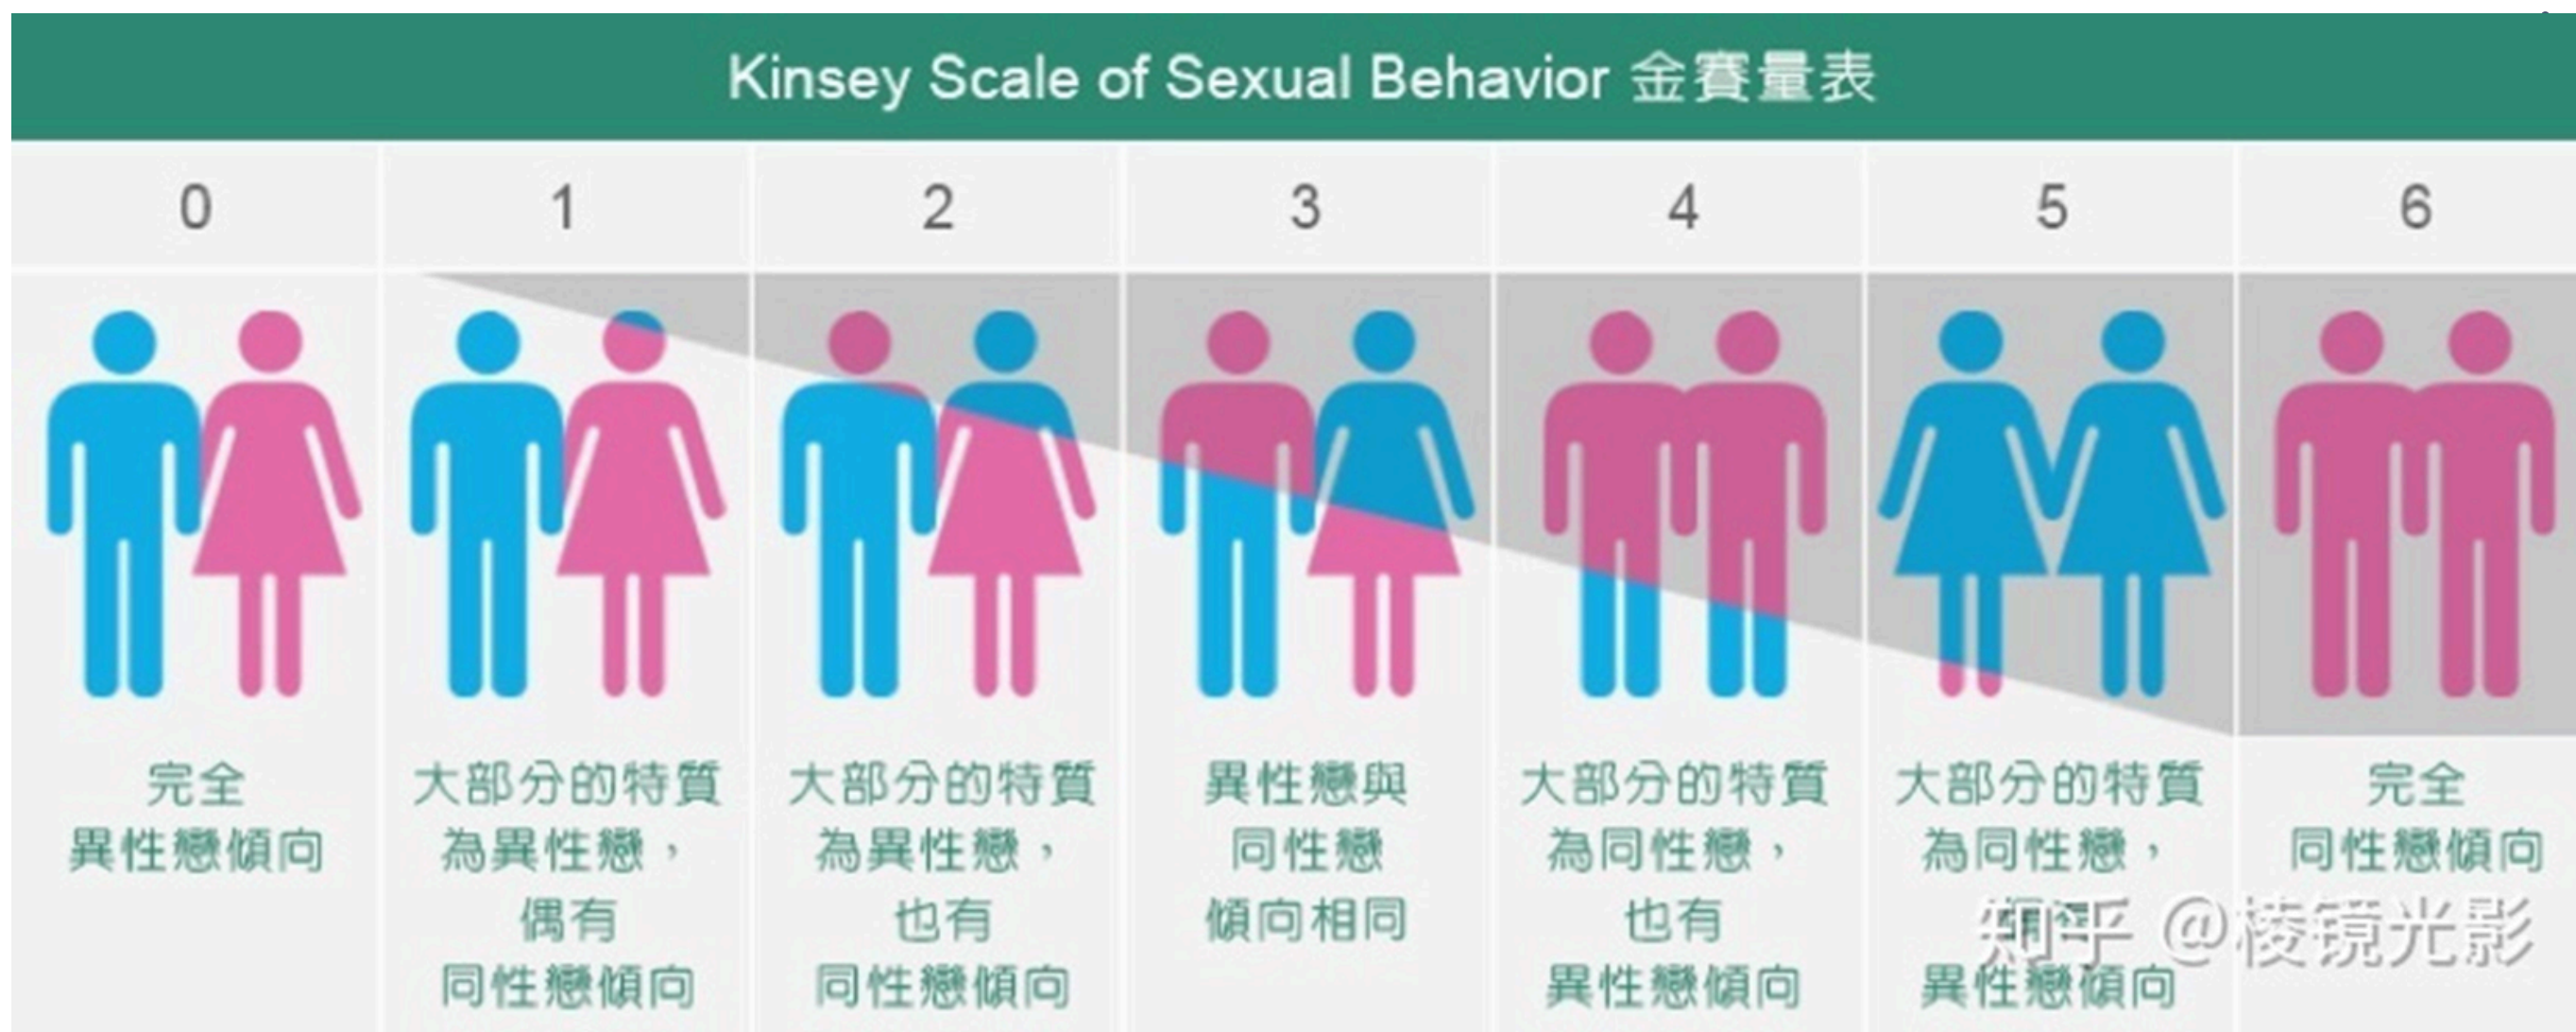 Kinsey Scale of Sexual Behavior 金賽量表
0
1
2
3
4
5
6
完全
異性戀傾向
大部分的特質
為異性戀，
偶有
同性戀傾向
大部分的特質
為異性戀，
也有
同性戀傾向
異性戀與
同性戀
傾向相同
大部分的特質
為同性戀，
也有
異性戀傾向
大部分的特質
為同性戀，
異性戀傾向
完全
同性戀傾向
知乎 @棱镜光影